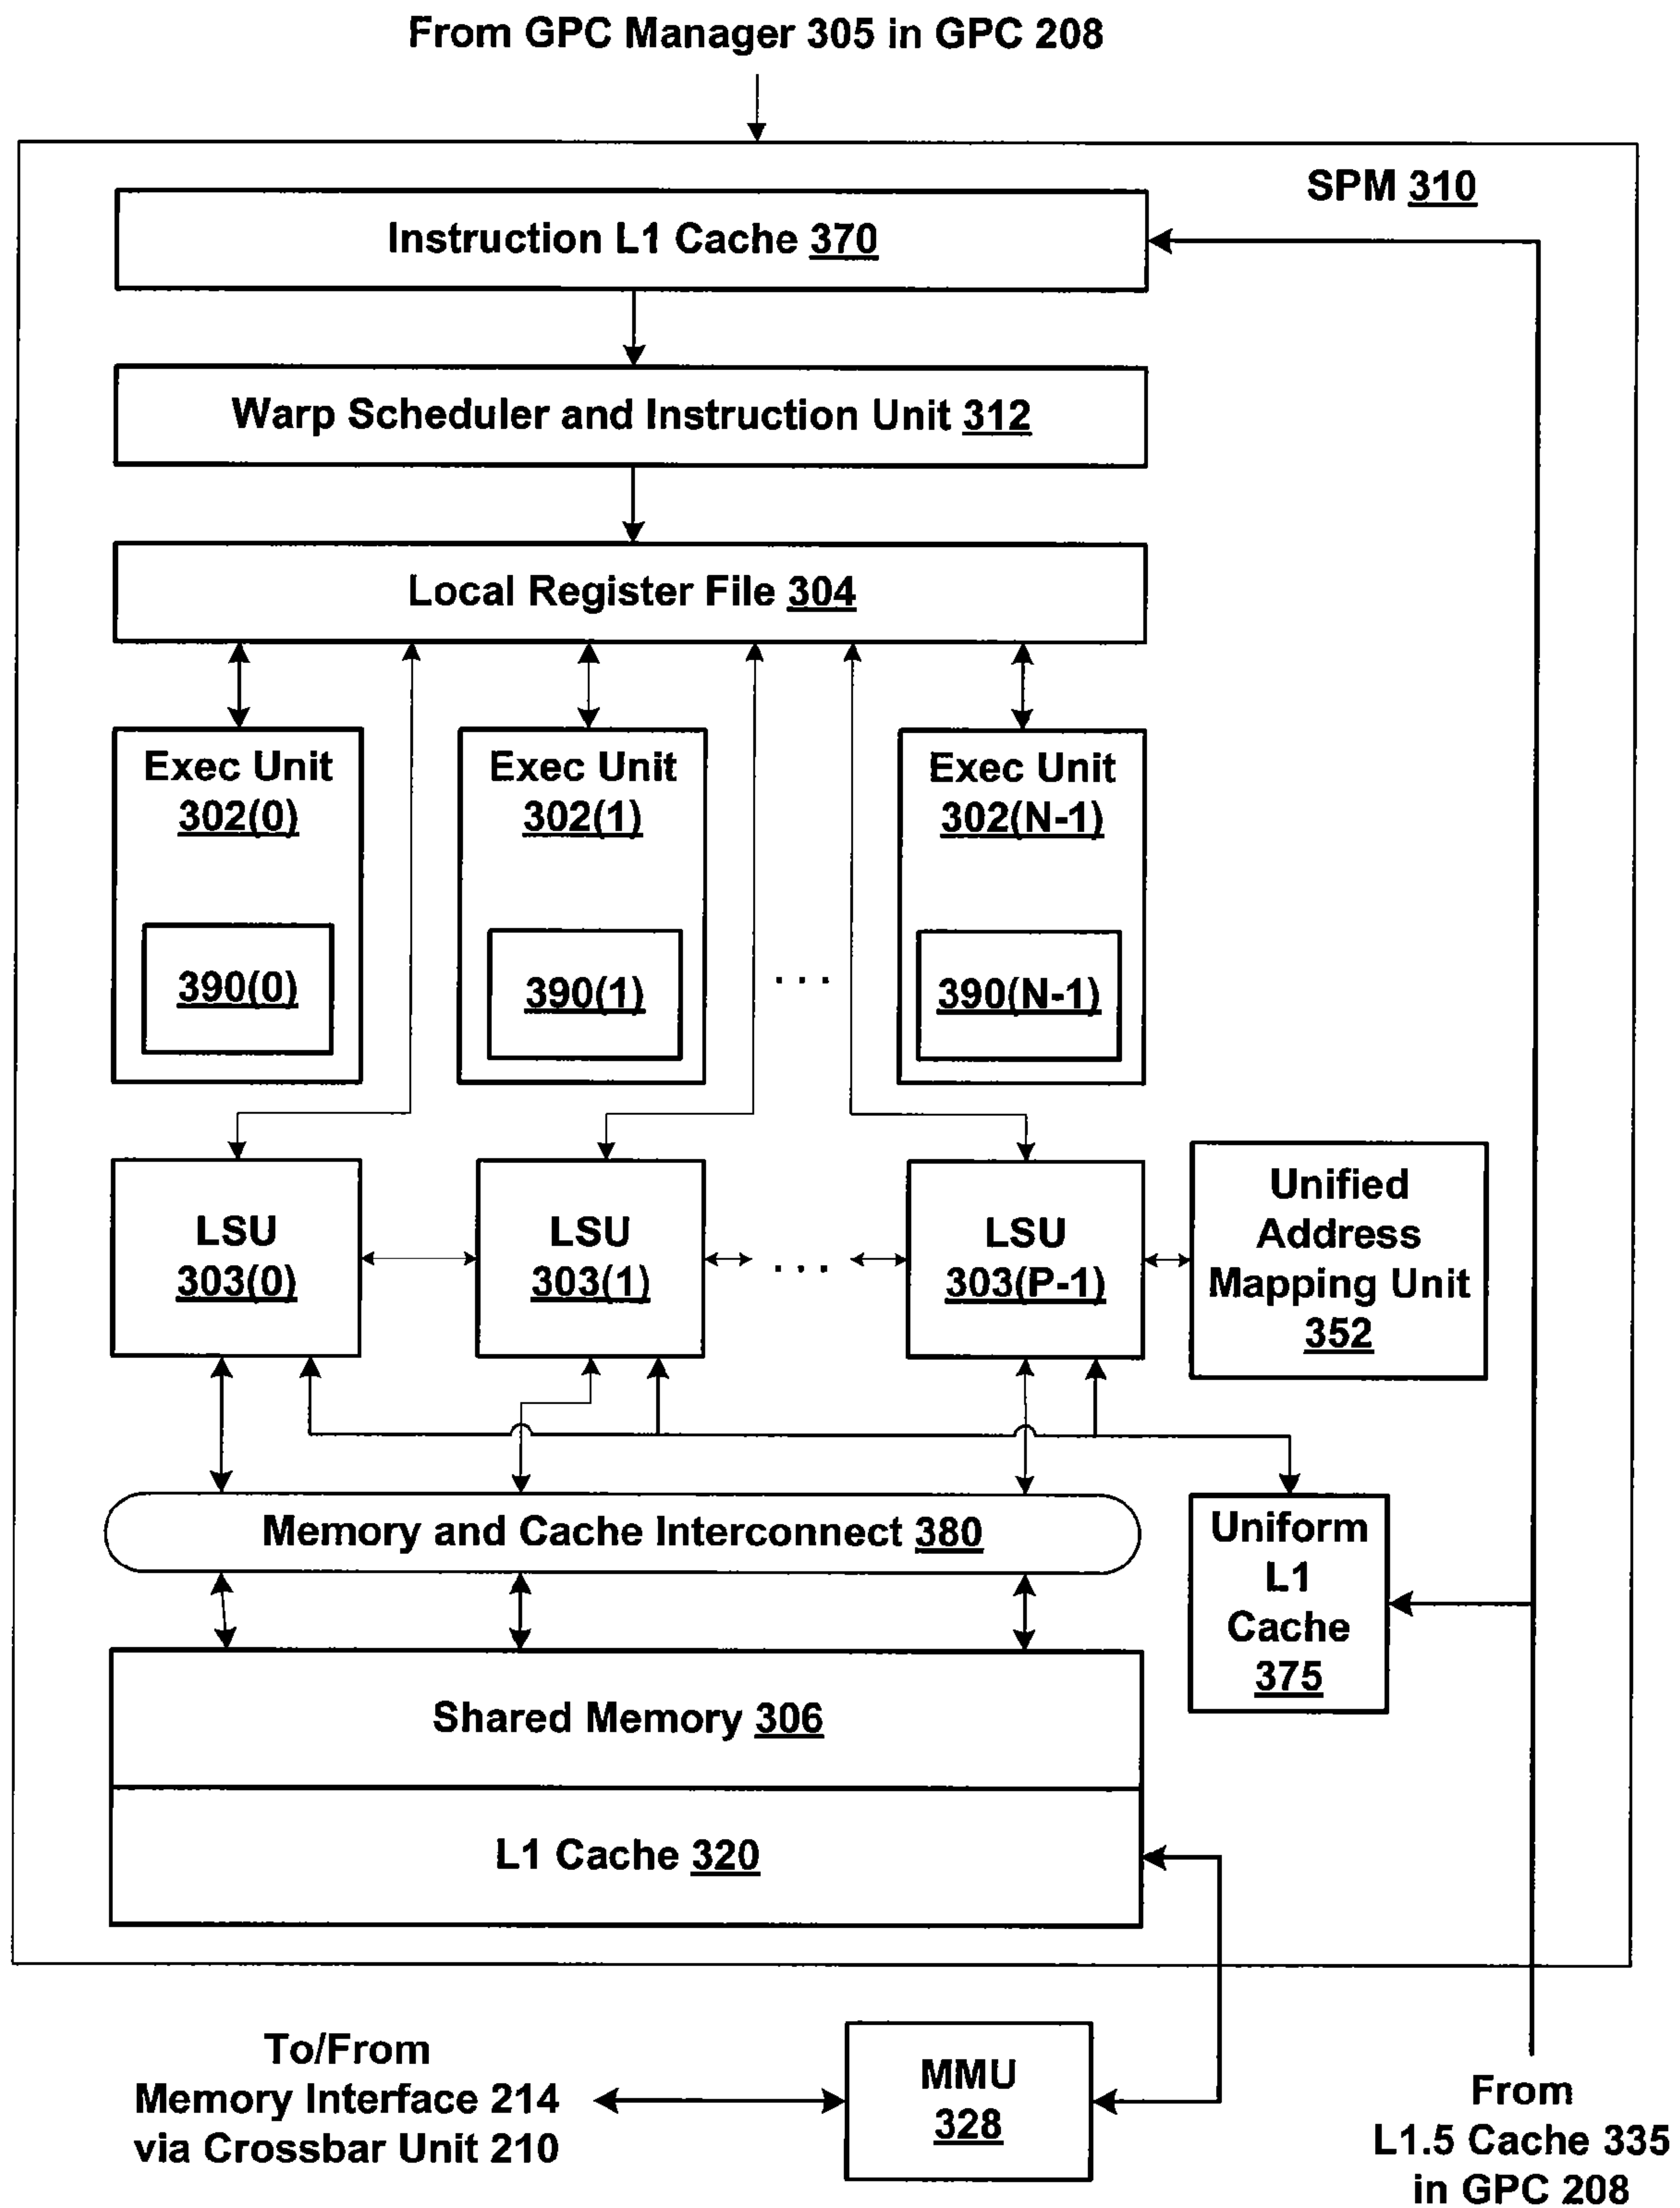 From GPC Manager 305 in GPC 208
SPM 310
Instruction L1 Cache 370
Warp Scheduler and Instruction Unit 312
Local Register File 304
Exec Unit
302(0)
390(0)
Exec Unit
302(1)
390(1)
. . .
Exec Unit
302(N-1)
390(N-1)
LSU
303(0)
LSU
303(1)
. . .
LSU
303(P-1)
Unified
Address
Mapping Unit
352
Memory and Cache Interconnect 380
Uniform
L1
Cache
375
Shared Memory 306
L1 Cache 320
To/From
Memory Interface 214
via Crossbar Unit 210
MMU
328
From
L1.5 Cache 335
in GPC 208